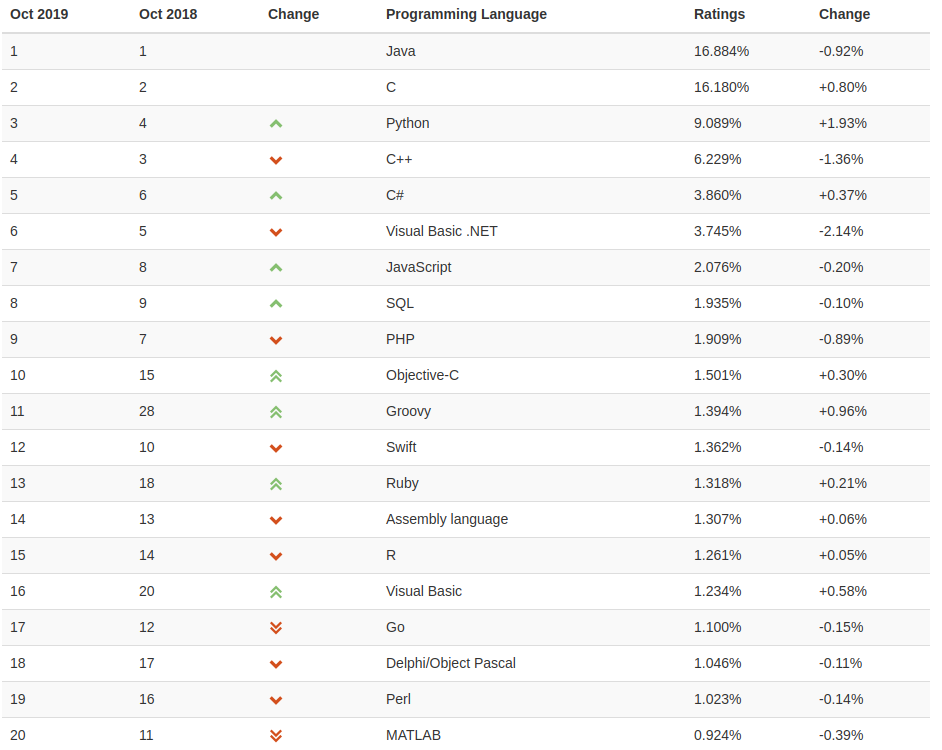 Oct 2019 Oct 2018 Change Programming Language Ratings Change
1 1 Java 16.884% -0.92%
2 2 C 16.180% +0.80%
3 4 Python 9.089% +1.93%
4 3 C++ 6.229% -1.36%
5 6 C# 3.860% +0.37%
6 5 Visual Basic .NET 3.745% -2.14%
7 8 JavaScript 2.076% -0.20%
8 9 SQL 1.935% -0.10%
9 7 PHP 1.909% -0.89%
10 15 Objective-C 1.501% +0.30%
11 28 Groovy 1.394% +0.96%
12 10 Swift 1.362% -0.14%
13 18 Ruby 1.318% +0.21%
14 13 Assembly language 1.307% +0.06%
15 14 R 1.261% +0.05%
16 20 Visual Basic 1.234% +0.58%
17 12 Go 1.100% -0.15%
18 17 Delphi/Object Pascal 1.046% -0.11%
19 16 Perl 1.023% -0.14%
20 11 MATLAB 0.924% -0.39%